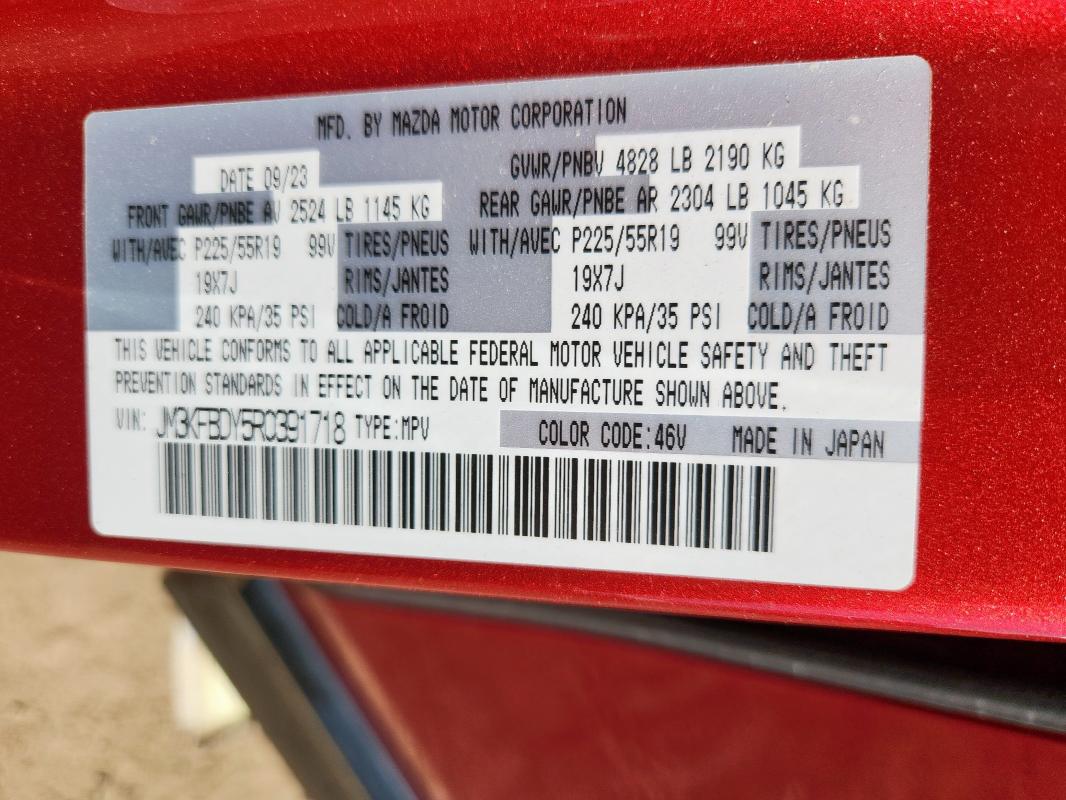 MFD. BY MAZDA MOTOR CORPORATION
DATE 09/23 GVWR/PNBV 4828 LB 2190 KG
FRONT GAWR/PNBE AV 2524 LB 1145 KG REAR GAWR/PNBE AR 2304 LB 1045 KG
WITH/AVEC P225/55R19 99V TIRES/PNEUS WITH/AVEC P225/55R19 99V TIRES/PNEUS
19X7J RIMS/JANTES 19X7J RIMS/JANTES
240 KPA/35 PSI COLD/A FROID 240 KPA/35 PSI COLD/A FROID
THIS VEHICLE CONFORMS TO ALL APPLICABLE FEDERAL MOTOR VEHICLE SAFETY AND THEFT
PREVENTION STANDARDS IN EFFECT ON THE DATE OF MANUFACTURE SHOWN ABOVE.
VIN: JM3KFBDY5R0391718 TYPE:MPV COLOR CODE:46V MADE IN JAPAN